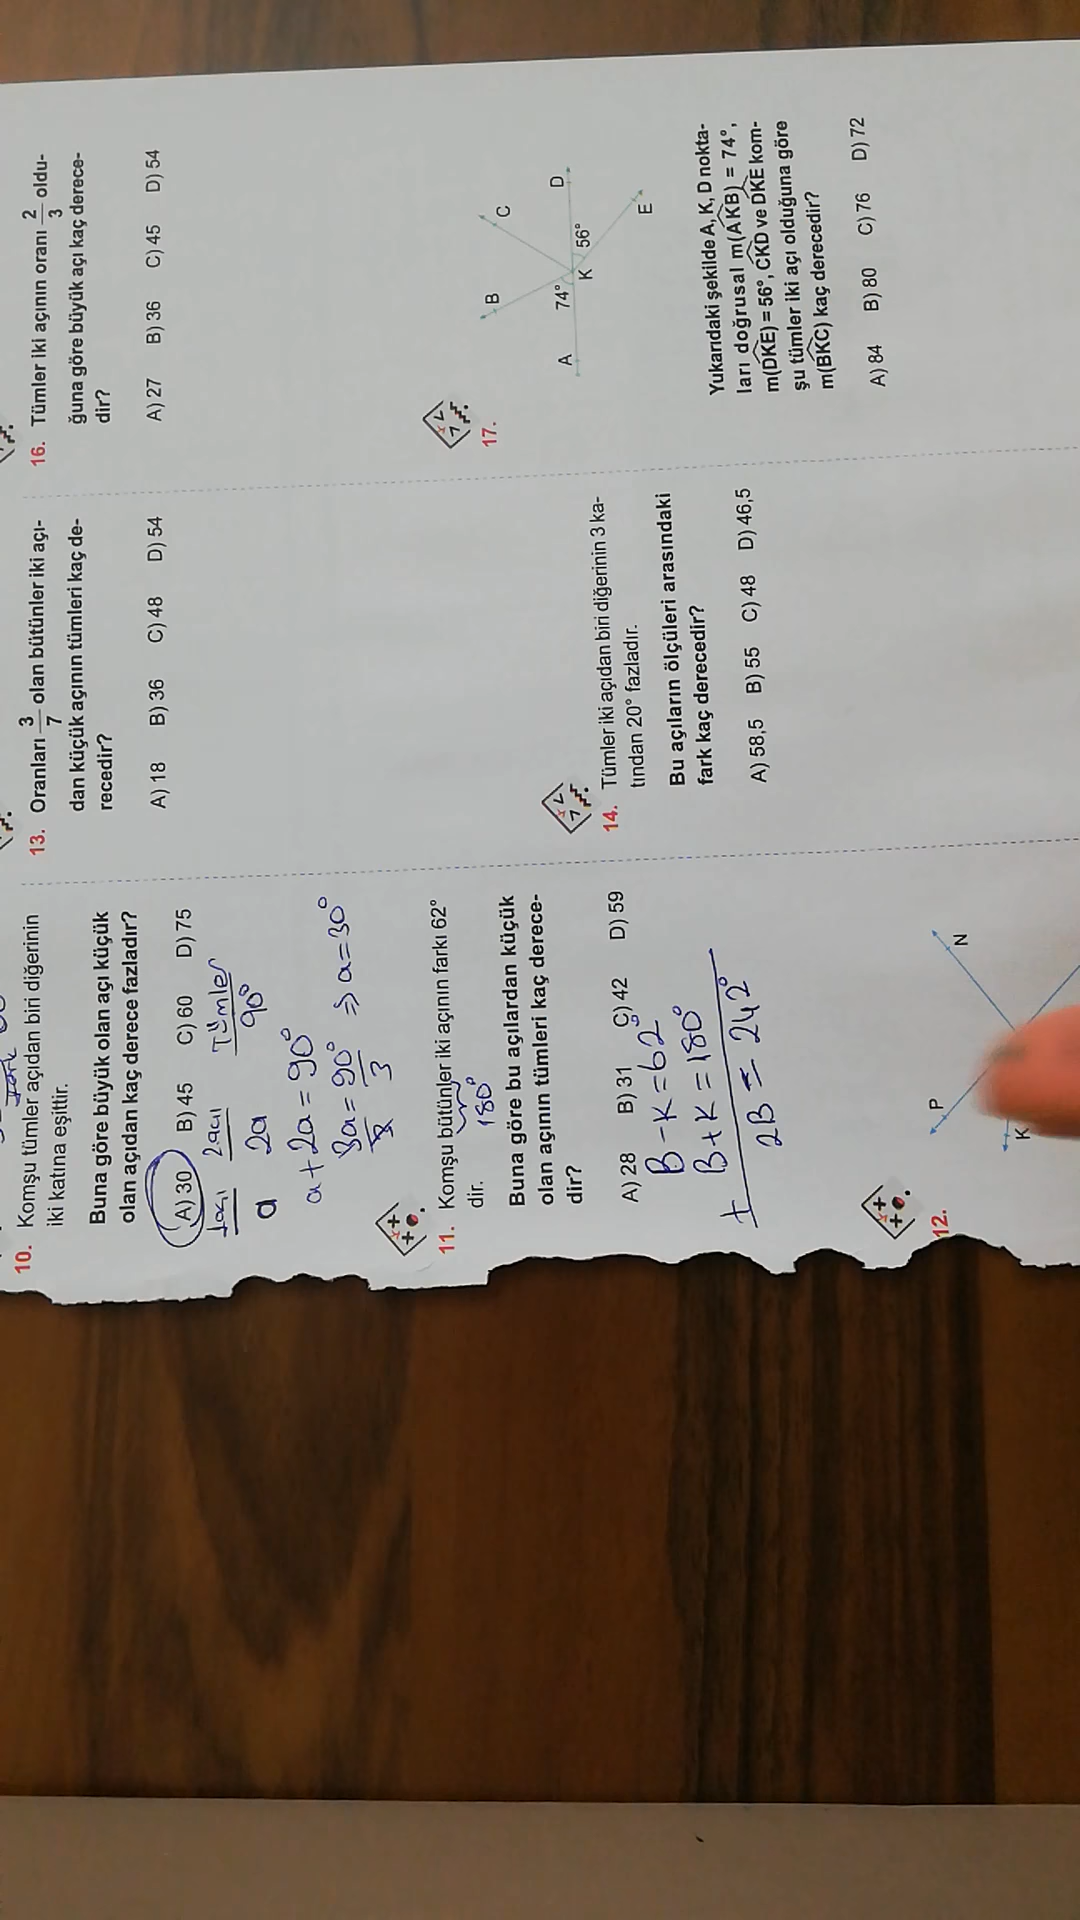 10. Komşu tümler açıdan biri diğerinin
iki katına eşittir.
Buna göre büyük olan açı küçük
olan açıdan kaç derece fazladır?
A) 30 B) 45 C) 60 D) 75
1açı 2açı Tümler
a 2a 90°
a + 2a = 90°
3a = 90° ⇒ a = 30°
3 3
11. Komşu bütünler iki açının farkı 62°
dir.
180°
Buna göre bu açılardan küçük
olan açının tümleri kaç derece-
dir?
A) 28 B) 31 C) 42 D) 59
B - K = 62°
+ B + K = 180°
2B = 242°
12.
P
N
K
13. Oranları 3/7 olan bütünler iki açı-
dan küçük açının tümleri kaç de-
recedir?
A) 18 B) 36 C) 48 D) 54
14. Tümler iki açıdan biri diğerinin 3 ka-
tından 20° fazladır.
Bu açıların ölçüleri arasındaki
fark kaç derecedir?
A) 58,5 B) 55 C) 48 D) 46,5
16. Tümler iki açının oranı 2/3 oldu-
ğuna göre büyük açı kaç derece-
dir?
A) 27 B) 36 C) 45 D) 54
17.
B
C
A 74° D
K 56°
E
Yukarıdaki şekilde A, K, D nokta-
ları doğrusal m(AKB) = 74°,
m(DKE) = 56°, CKD ve DKE kom-
şu tümler iki açı olduğuna göre
m(BKC) kaç derecedir?
A) 84 B) 80 C) 76 D) 72